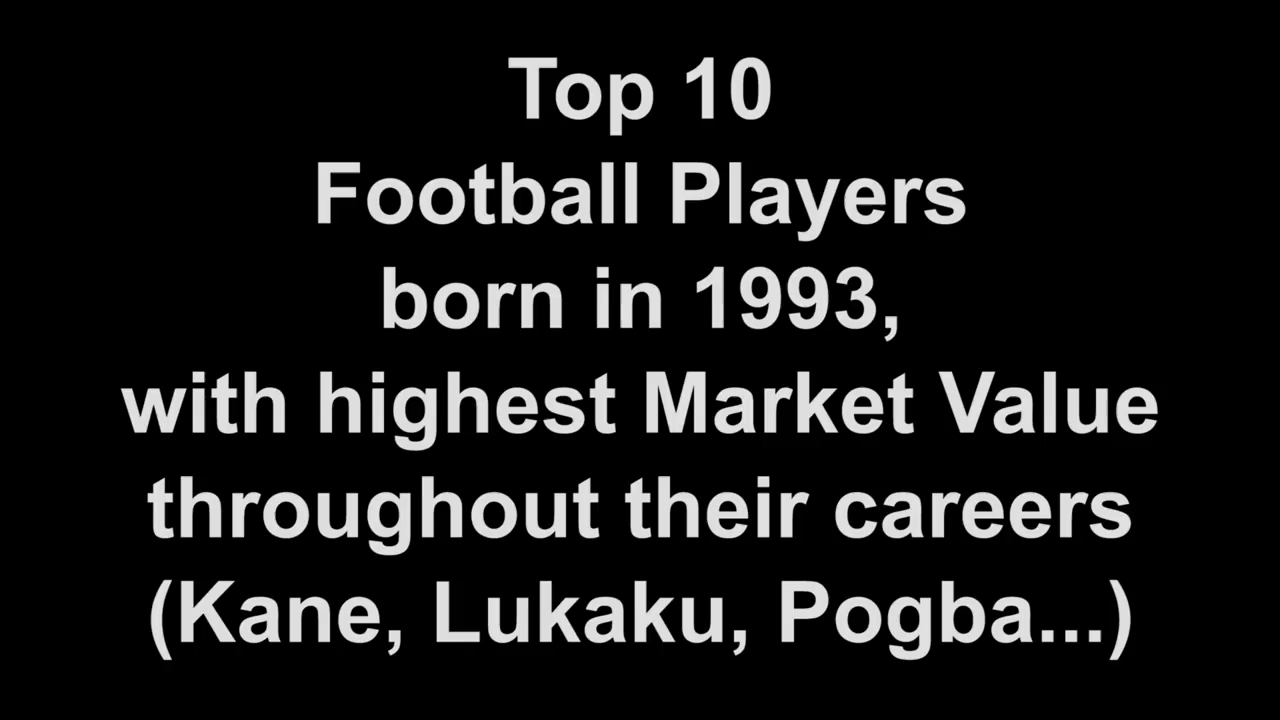 Top 10
Football Players
born in 1993,
with highest Market Value
throughout their careers
(Kane, Lukaku, Pogba...)